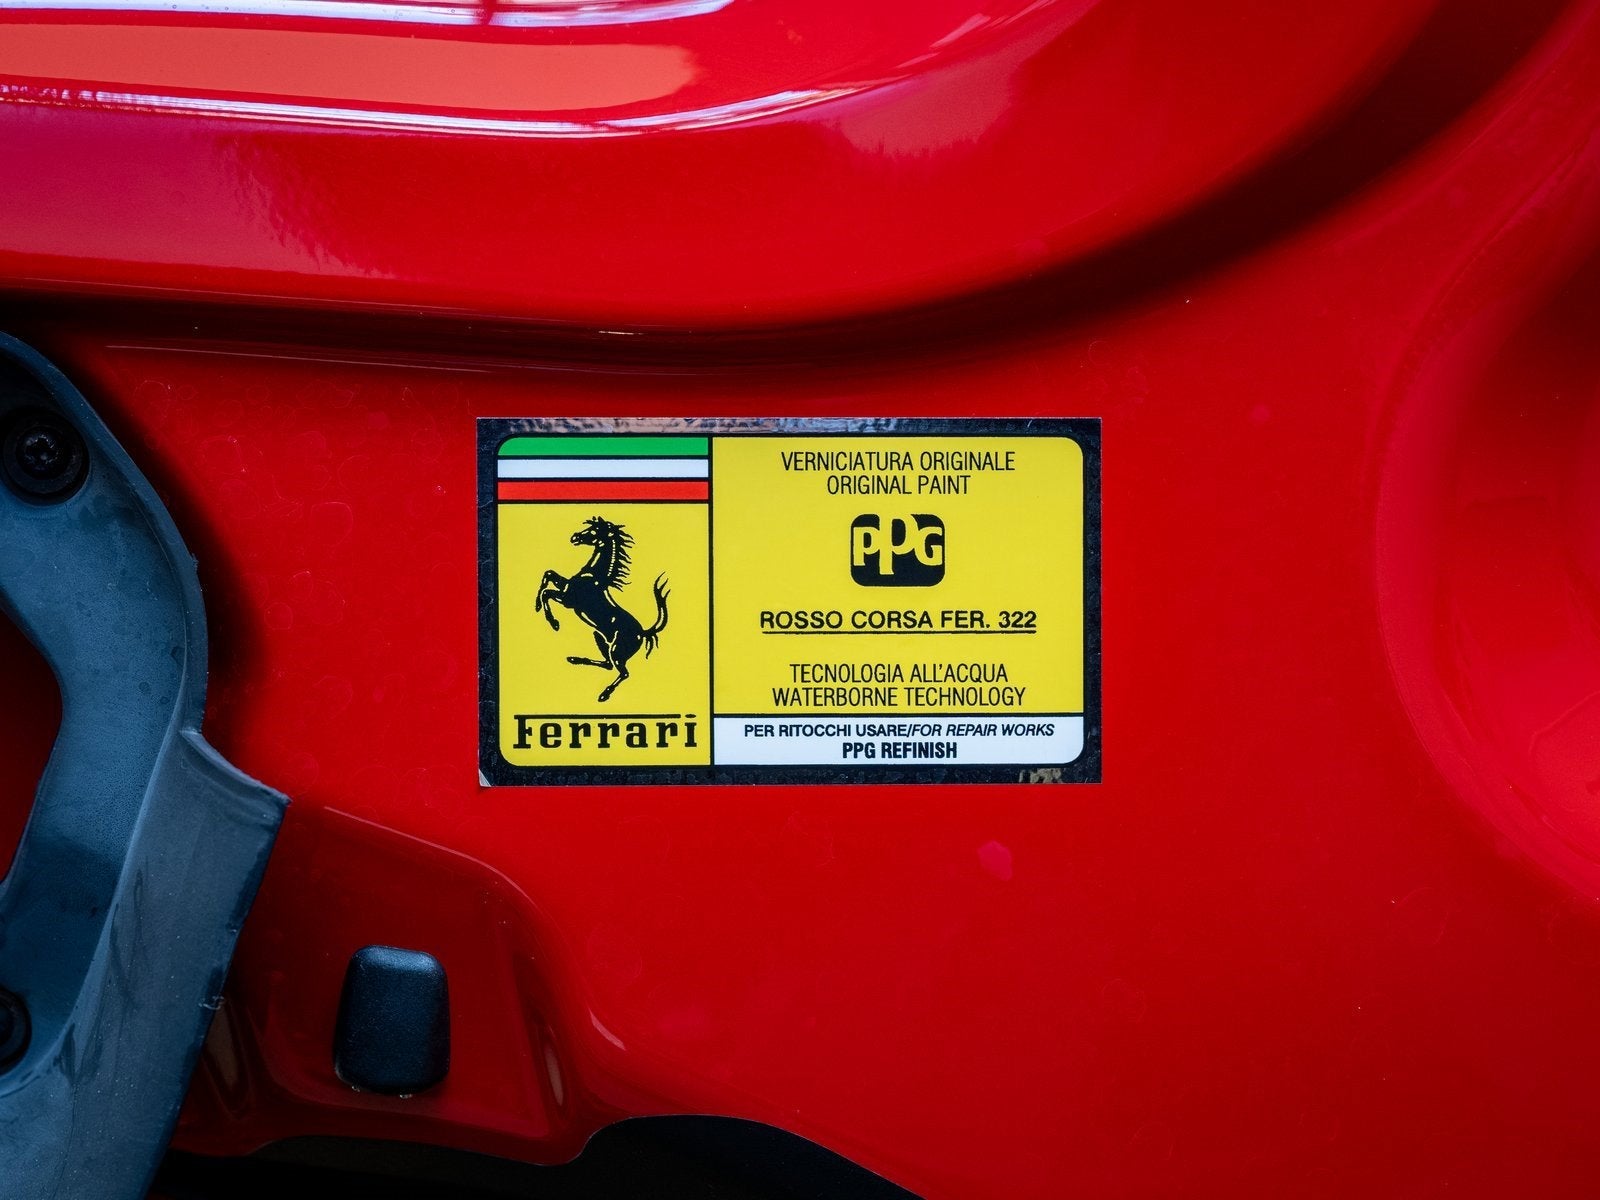 Ferrari
VERNICIATURA ORIGINALE
ORIGINAL PAINT
PPG
ROSSO CORSA FER. 322
TECNOLOGIA ALL'ACQUA
WATERBORNE TECHNOLOGY
PER RITOCCHI USARE/FOR REPAIR WORKS
PPG REFINISH